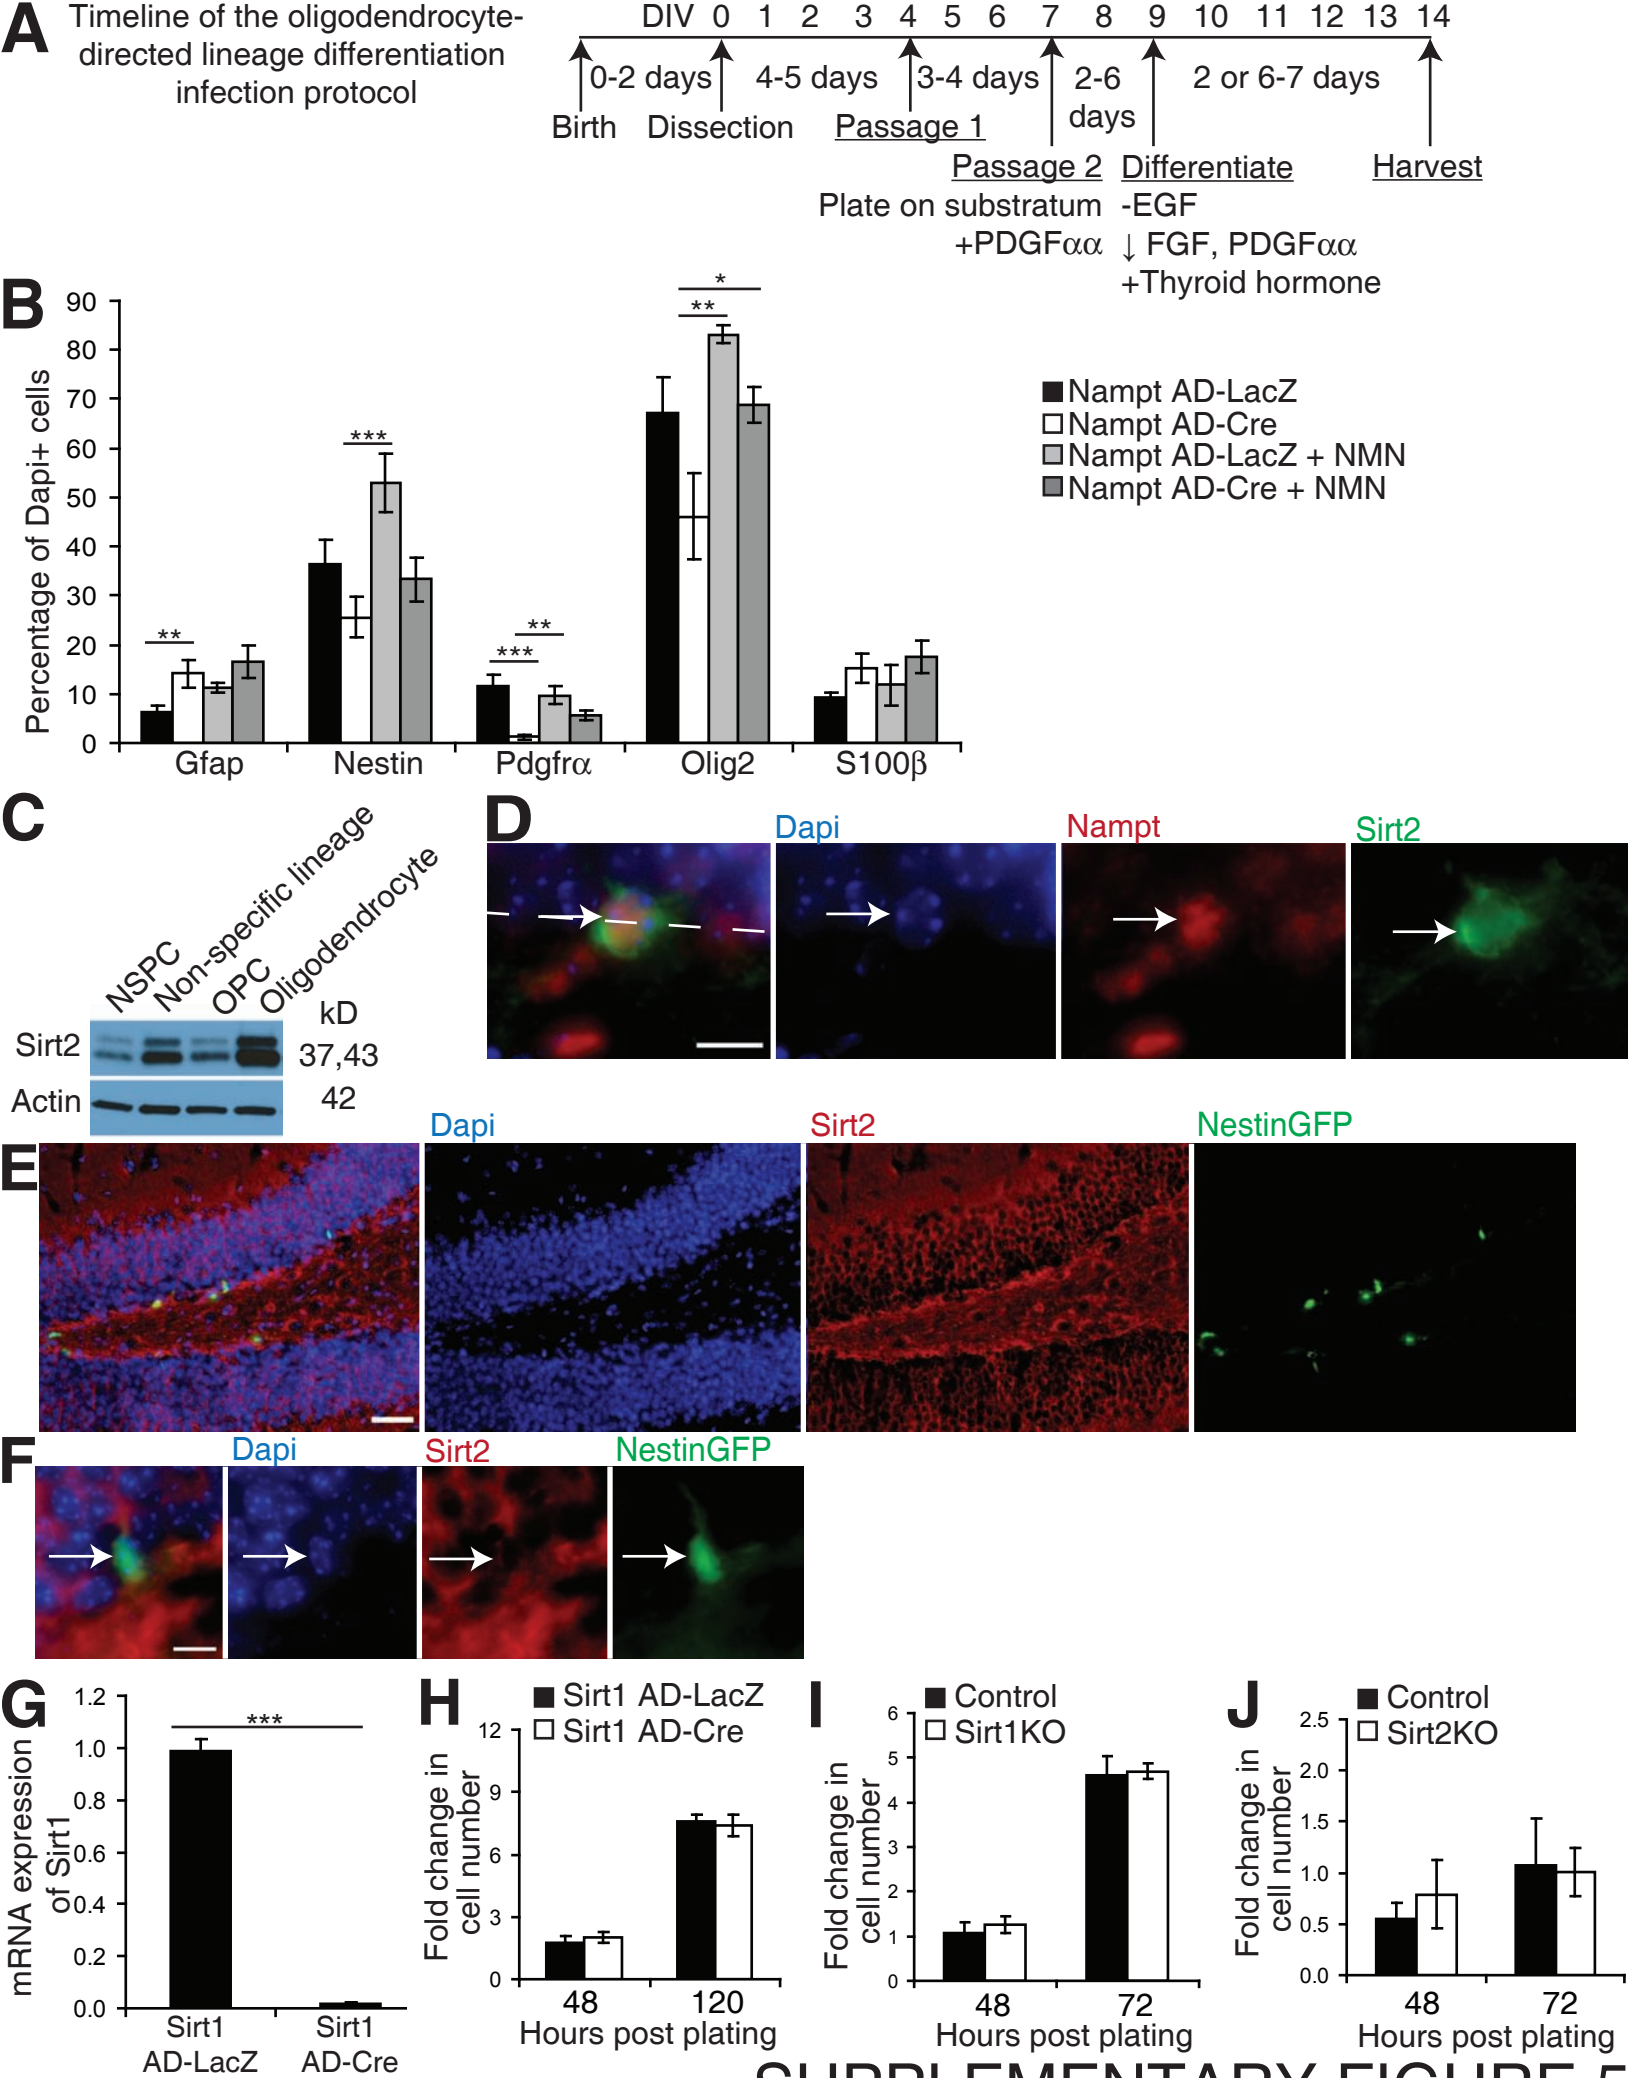 A
Timeline of the oligodendrocyte-
directed lineage differentiation
infection protocol
DIV 0 1 2 3 4 5 6 7 8 9 10 11 12 13 14
0-2 days 4-5 days 3-4 days 2-6 days 2 or 6-7 days
Birth Dissection Passage 1
Passage 2 Differentiate Harvest
Plate on substratum -EGF
+PDGFαα ↓ FGF, PDGFαα
+Thyroid hormone
B
Percentage of Dapi+ cells
90
80
70
60
50
40
30
20
10
0
** *** *** ** ** *
Gfap Nestin Pdgfrα Olig2 S100β
Nampt AD-LacZ
Nampt AD-Cre
Nampt AD-LacZ + NMN
Nampt AD-Cre + NMN
C
NSPC
Non-specific lineage
OPC
Oligodendrocyte
kD
Sirt2 37,43
Actin 42
D
Dapi Nampt Sirt2
E
Dapi Sirt2 NestinGFP
F
Dapi Sirt2 NestinGFP
G
mRNA expression
of Sirt1
1.2
1.0
0.8
0.6
0.4
0.2
0.0
***
Sirt1 Sirt1
AD-LacZ AD-Cre
H
Sirt1 AD-LacZ
Sirt1 AD-Cre
Fold change in
cell number
12
9
6
3
0
48 120
Hours post plating
I
Control
Sirt1KO
Fold change in
cell number
6
5
4
3
2
1
0
48 72
Hours post plating
J
Control
Sirt2KO
Fold change in
cell number
2.5
2.0
1.5
1.0
0.5
0.0
48 72
Hours post plating
SUPPLEMENTARY FIGURE 5